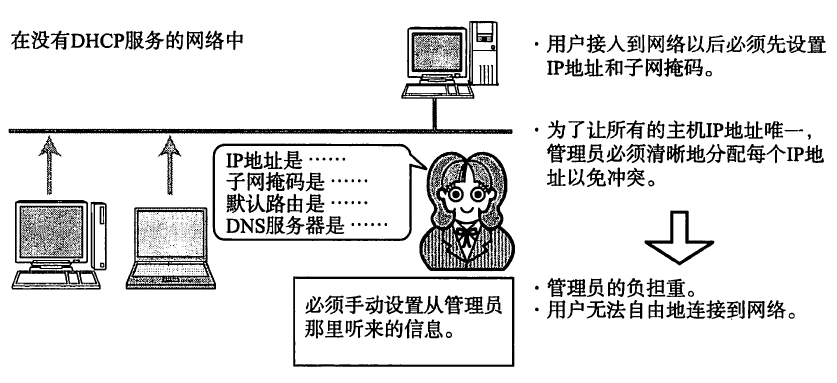 在没有DHCP服务的网络中
· 用户接入到网络以后必须先设置
IP地址和子网掩码。
· 为了让所有的主机IP地址唯一，
管理员必须清晰地分配每个IP地
址以免冲突。
IP地址是 ……
子网掩码是 ……
默认路由是 ……
DNS服务器是 ……
必须手动设置从管理员
那里听来的信息。
· 管理员的负担重。
· 用户无法自由地连接到网络。